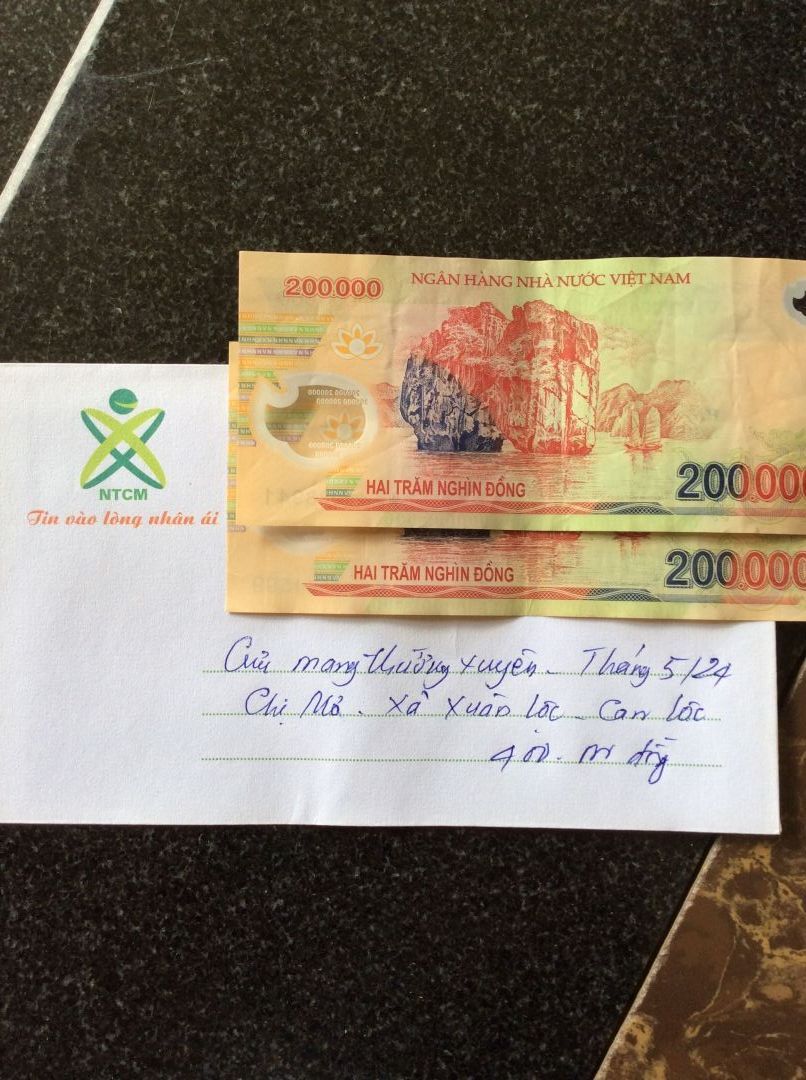 200.000
NGÂN HÀNG NHÀ NƯỚC VIỆT NAM
HAI TRĂM NGHÌN ĐỒNG
200.000
HAI TRĂM NGHÌN ĐỒNG
200.000
NTCM
Tin vào lòng nhân ái
Cưu mang thường xuyên - Tháng 5/24
Chị - Xã Xuân Lộc - Can Lộc
400. đồng